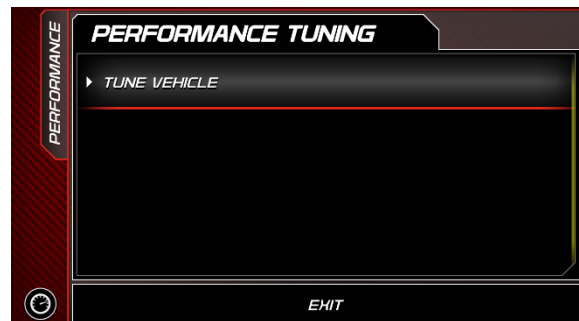 PERFORMANCE
PERFORMANCE TUNING
TUNE VEHICLE
EXIT